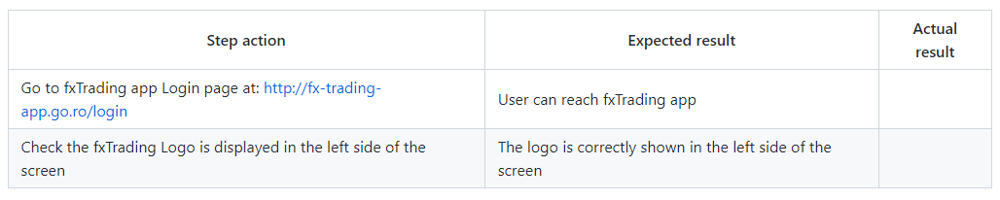 Step action
Expected result
Actual
result
Go to fxTrading app Login page at: http://fx-trading-
app.go.ro/login
User can reach fxTrading app
Check the fxTrading Logo is displayed in the left side of the
screen
The logo is correctly shown in the left side of the
screen